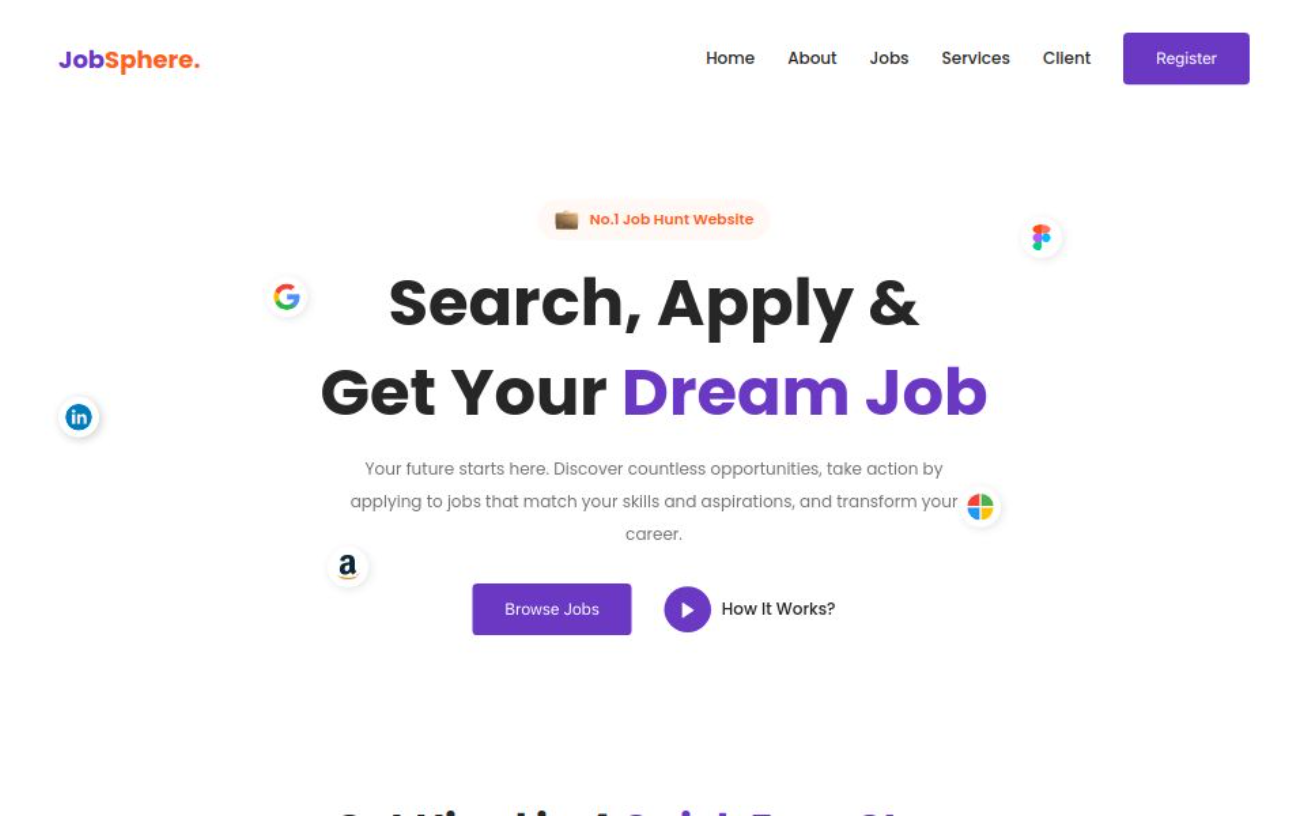 JobSphere.
Home About Jobs Services Client Register
No.1 Job Hunt Website
Search, Apply &
Get Your Dream Job
Your future starts here. Discover countless opportunities, take action by
applying to jobs that match your skills and aspirations, and transform your
career.
in
a
Browse Jobs How It Works?